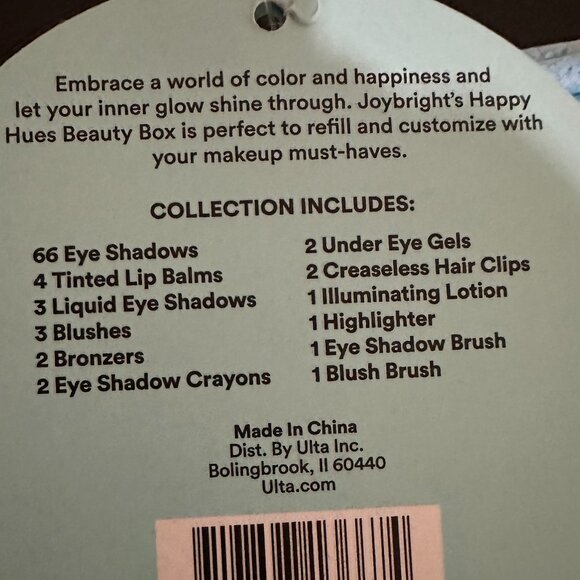 Embrace a world of color and happiness and
let your inner glow shine through. Joybright's Happy
Hues Beauty Box is perfect to refill and customize with
your makeup must-haves.
COLLECTION INCLUDES:
66 Eye Shadows
4 Tinted Lip Balms
3 Liquid Eye Shadows
3 Blushes
2 Bronzers
2 Eye Shadow Crayons
2 Under Eye Gels
2 Creaseless Hair Clips
1 Illuminating Lotion
1 Highlighter
1 Eye Shadow Brush
1 Blush Brush
Made In China
Dist. By Ulta Inc.
Bolingbrook, Il 60440
Ulta.com